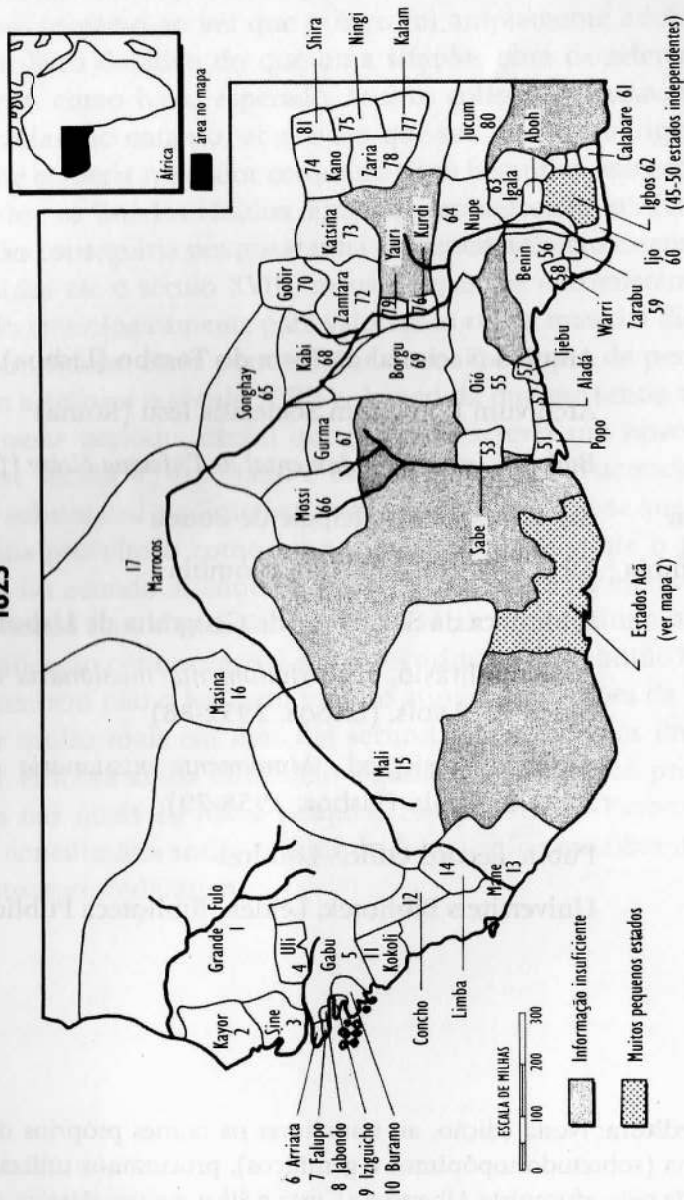 1625
África
área no mapa
Grande Fulo
1
Kayor
2
Sine
3
Uli
4
Gabu
5
Kokoli
12
14
Mane
13
Concho
Limba
Mali
15
Masina
16
17
Marrocos
Songhay
65
Mossi
66
Gurma
67
Kabi
68
Borgu
69
Gobir
70
Zamfara
72
Katsina
73
74
Kano
81
Shira
75
Ningi
77
Kalam
Zaria
78
79
76
Yauri
Kurdi
64
Nupe
Jucum
80
63
Igala
Aboh
Calabare 61
Igbos 62
(45-50 estados independentes)
Ijo
60
Zarabu
59
Warri
58
Benin
56
Ijebu
57
57
Alada
51
Popo
Oió
55
53
Sabe
Estados Acá
(ver mapa 2)
6 Arriata
7 Falupo
8 Jabondo
9
10
ESCALA DE MILHAS
0 100 200 300
Informação insuficiente
Muitos pequenos estados